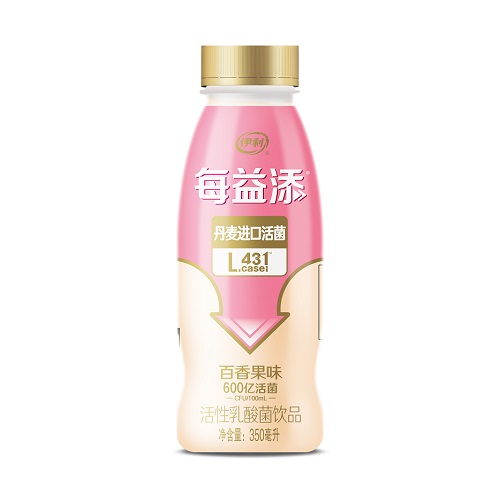 伊利
每益添
丹麦进口活菌
L.casei 431™
百香果味
600亿活菌
—CFU/100mL—
活性乳酸菌饮品
净含量: 350毫升